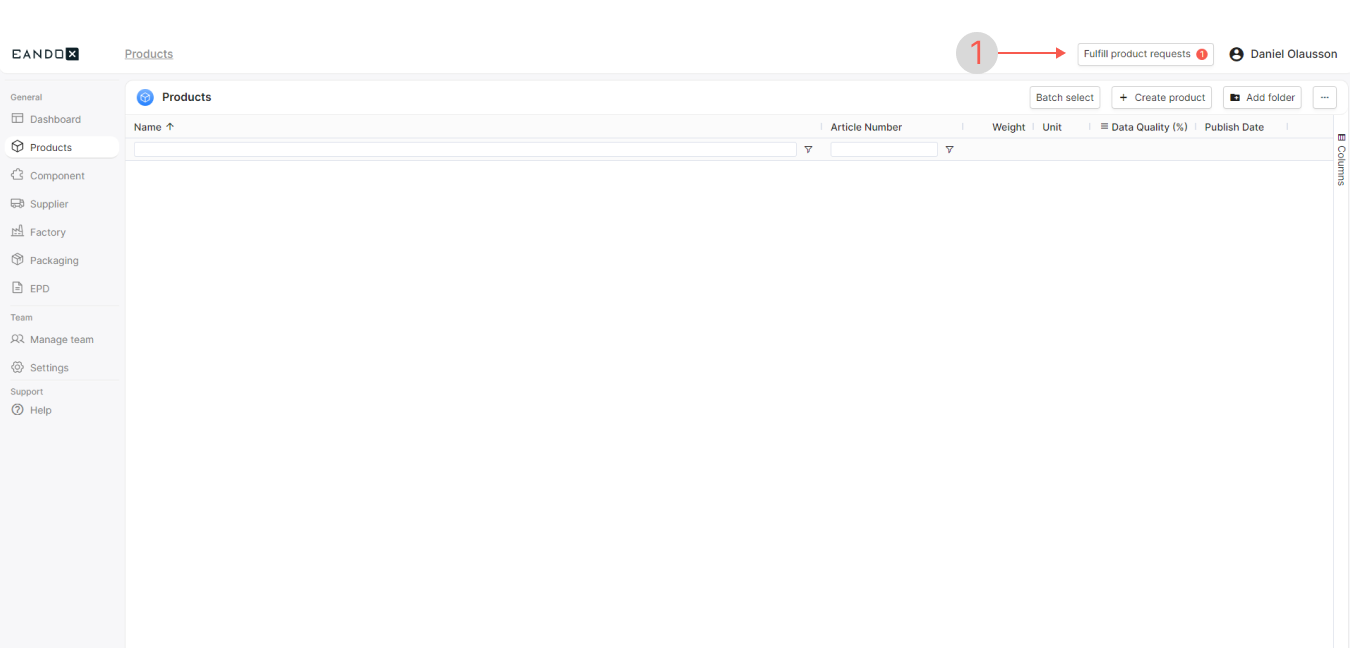 EANDOX Products 1 Fulfill product requests 1 Daniel Olausson
General
Dashboard
Products
Component
Supplier
Factory
Packaging
EPD
Team
Manage team
Settings
Support
Help
Products Batch select + Create product Add folder ...
Name ↑ Article Number Weight Unit Data Quality (%) Publish Date
Columns